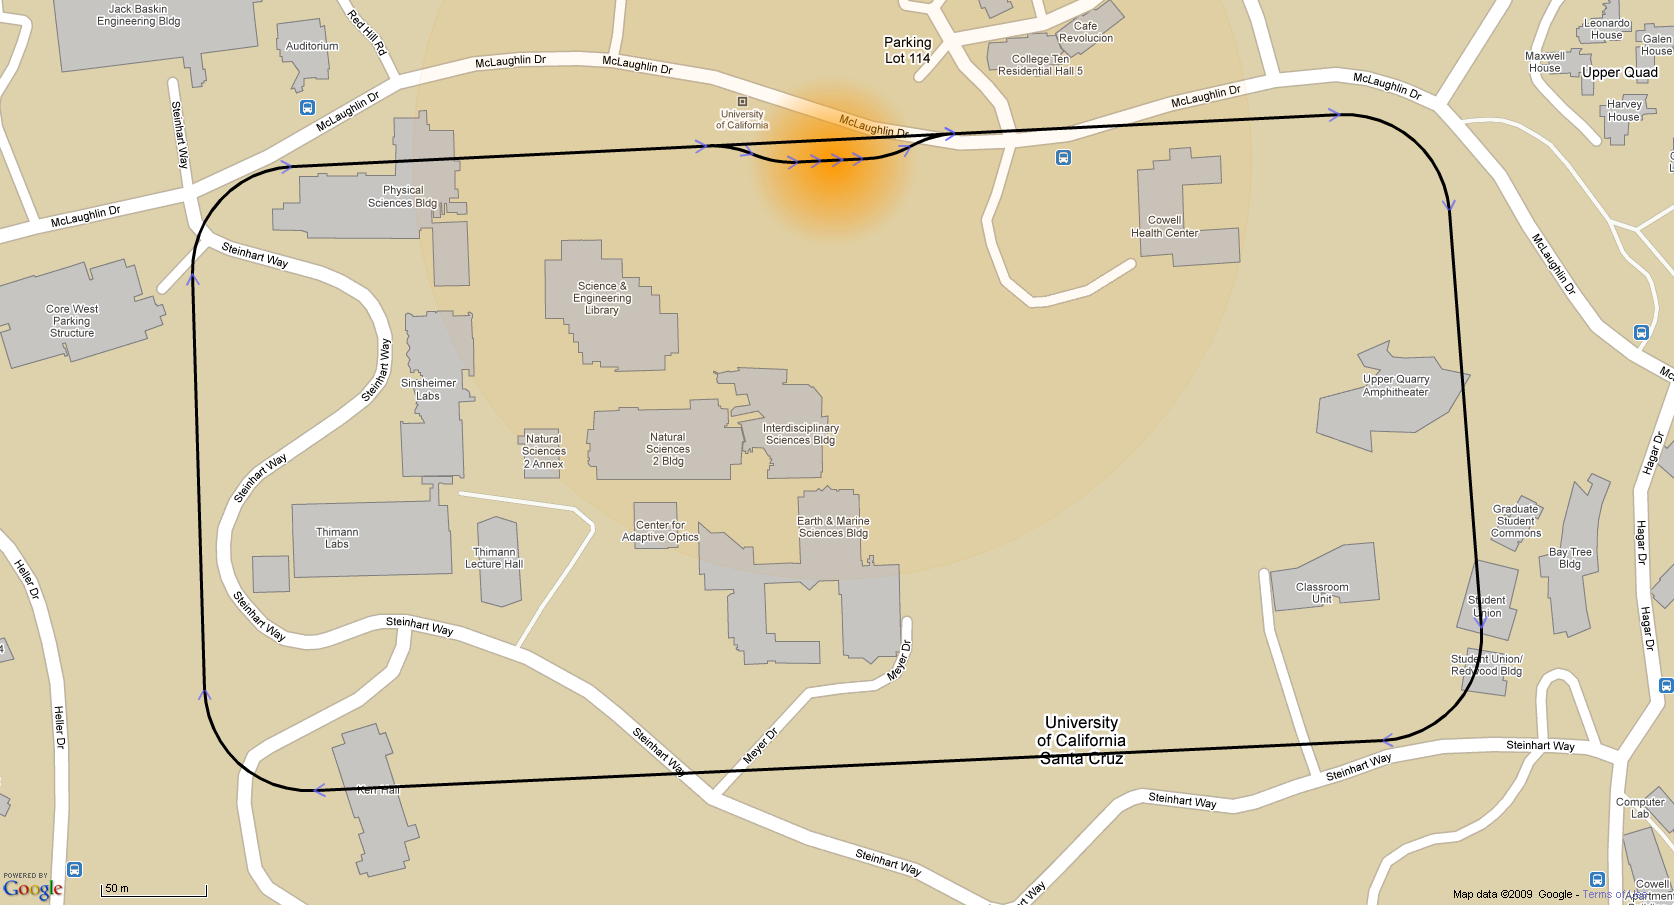 Jack Baskin
Engineering Bldg
Red Hill Rd
Auditorium
McLaughlin Dr
McLaughlin Dr
McLaughlin Dr
Steinhart Way
University
of California
McLaughlin Dr
Parking
Lot 114
Cafe
Revolucion
College Ten
Residential Hall 5
McLaughlin Dr
McLaughlin Dr
Leonardo
House
Galen
House
Maxwell
House
Upper Quad
Harvey
House
McLaughlin Dr
Physical
Sciences Bldg
Steinhart Way
Cowell
Health Center
McLaughlin Dr
Core West
Parking
Structure
Science &
Engineering
Library
Steinhart Way
Sinsheimer
Labs
Upper Quarry
Amphitheater
Mc
Natural
Sciences
2 Annex
Natural
Sciences
2 Bldg
Interdisciplinary
Sciences Bldg
Hagar Dr
Steinhart Way
Thimann
Labs
Center for
Adaptive Optics
Earth & Marine
Sciences Bldg
Graduate
Student
Commons
Hagar Dr
Thimann
Lecture Hall
Bay Tree
Bldg
Heller Dr
Classroom
Unit
Student
Union
Steinhart Way
Steinhart Way
Hagar Dr
Meyer Dr
Student Union/
Redwood Bldg
4
Heller Dr
Steinhart Way
Meyer Dr
University
of California
Santa Cruz
Steinhart Way
Steinhart Way
Kerr Hall
Steinhart Way
Computer
Lab
Steinhart Way
POWERED BY
Google
50 m
Way
Cowell
Apartment
Map data ©2009 Google - Terms of Use